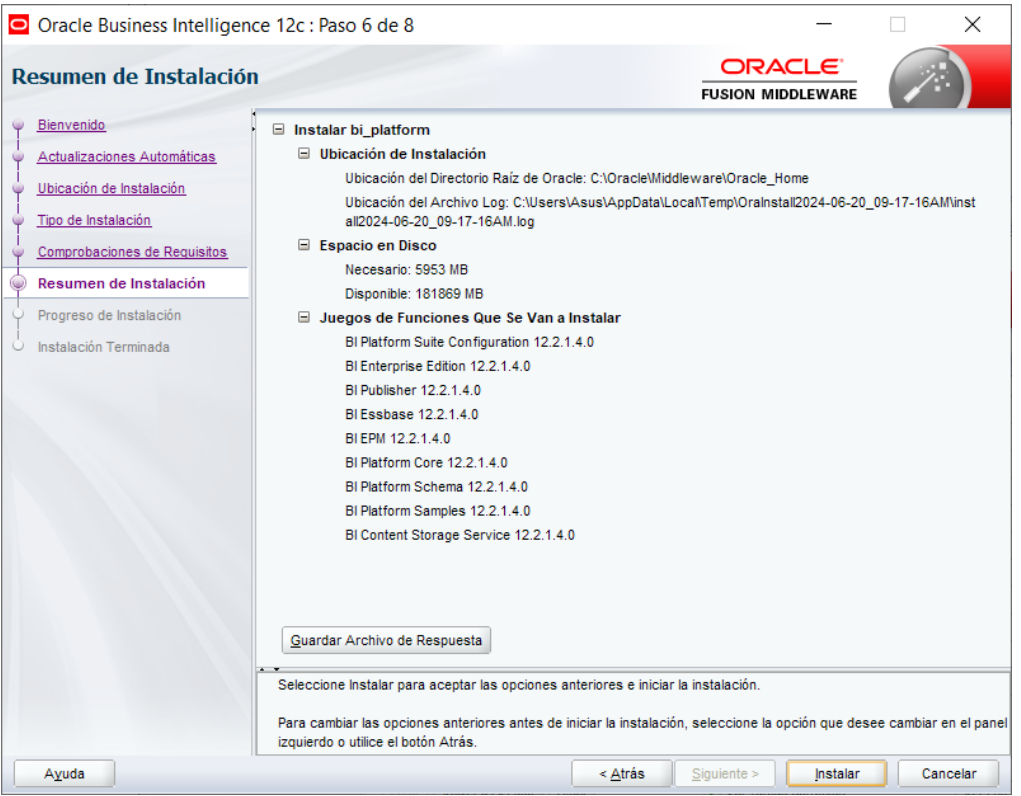 Oracle Business Intelligence 12c : Paso 6 de 8
Resumen de Instalación
ORACLE
FUSION MIDDLEWARE
Bienvenido
Actualizaciones Automáticas
Ubicación de Instalación
Tipo de Instalación
Comprobaciones de Requisitos
Resumen de Instalación
Progreso de Instalación
Instalación Terminada
Instalar bi_platform
Ubicación de Instalación
Ubicación del Directorio Raíz de Oracle: C:\Oracle\Middleware\Oracle_Home
Ubicación del Archivo Log: C:\Users\Asus\AppData\Local\Temp\OraInstall2024-06-20_09-17-16AM\inst
all2024-06-20_09-17-16AM.log
Espacio en Disco
Necesario: 5953 MB
Disponible: 181869 MB
Juegos de Funciones Que Se Van a Instalar
BI Platform Suite Configuration 12.2.1.4.0
BI Enterprise Edition 12.2.1.4.0
BI Publisher 12.2.1.4.0
BI Essbase 12.2.1.4.0
BI EPM 12.2.1.4.0
BI Platform Core 12.2.1.4.0
BI Platform Schema 12.2.1.4.0
BI Platform Samples 12.2.1.4.0
BI Content Storage Service 12.2.1.4.0
Guardar Archivo de Respuesta
Seleccione Instalar para aceptar las opciones anteriores e iniciar la instalación.
Para cambiar las opciones anteriores antes de iniciar la instalación, seleccione la opción que desee cambiar en el panel
izquierdo o utilice el botón Atrás.
Ayuda
< Atrás
Siguiente >
Instalar
Cancelar